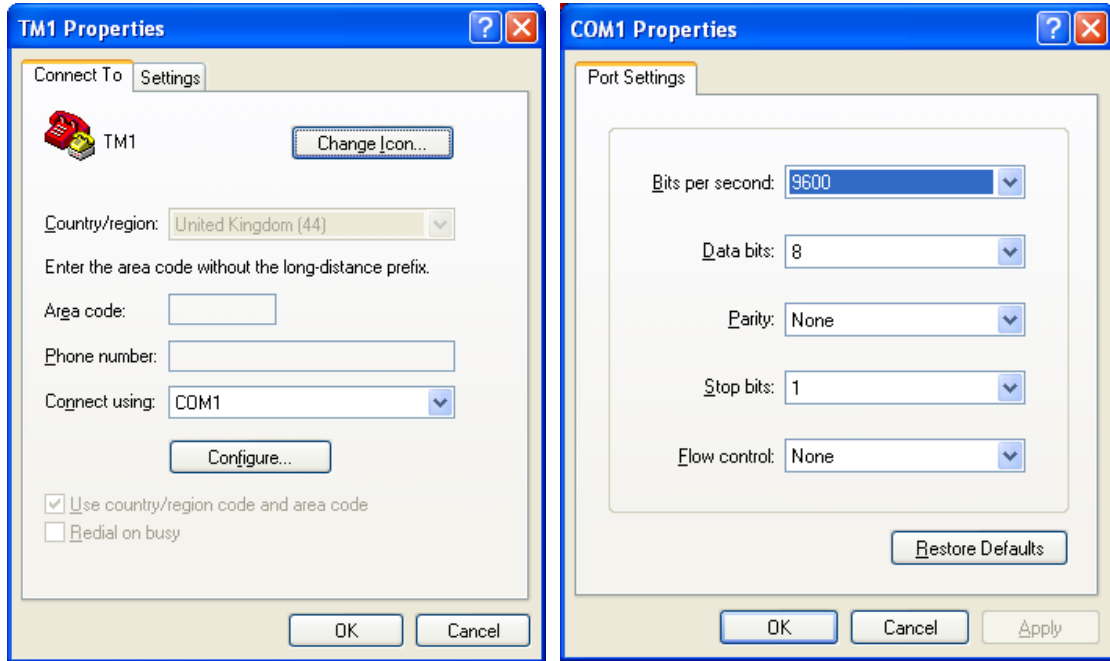 TM1 Properties
Connect To
Settings
TM1
Change Icon...
Country/region: United Kingdom (44)
Enter the area code without the long-distance prefix.
Area code:
Phone number:
Connect using: COM1
Configure...
Use country/region code and area code
Redial on busy
OK
Cancel
COM1 Properties
Port Settings
Bits per second: 9600
Data bits: 8
Parity: None
Stop bits: 1
Flow control: None
Restore Defaults
OK
Cancel
Apply